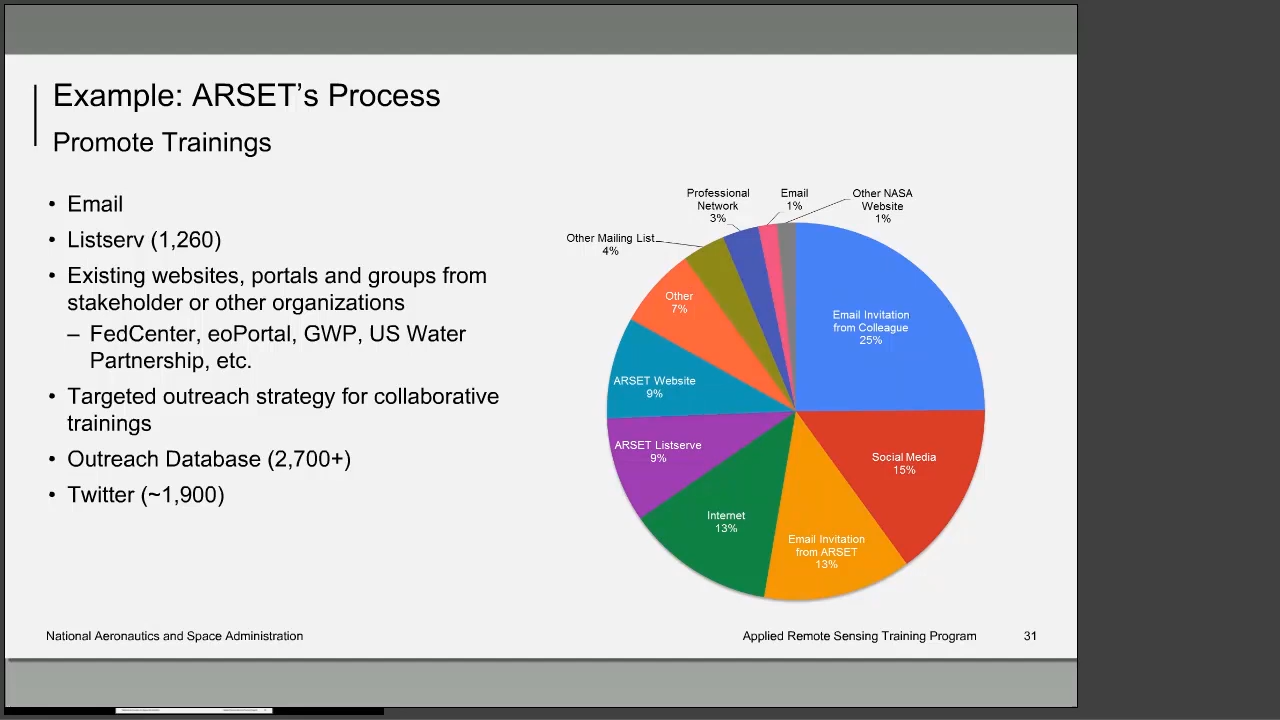 Example: ARSET’s Process
Promote Trainings
• Email
• Listserv (1,260)
• Existing websites, portals and groups from
stakeholder or other organizations
– FedCenter, eoPortal, GWP, US Water
Partnership, etc.
• Targeted outreach strategy for collaborative
trainings
• Outreach Database (2,700+)
• Twitter (~1,900)
Professional
Network
3%
Email
1%
Other NASA
Website
1%
Other Mailing List
4%
Other
7%
Email Invitation
from Colleague
25%
ARSET Website
9%
ARSET Listserve
9%
Social Media
15%
Internet
13%
Email Invitation
from ARSET
13%
National Aeronautics and Space Administration
Applied Remote Sensing Training Program
31